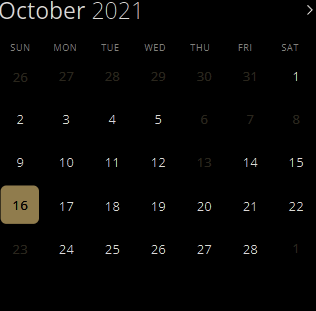 October 2021 >
SUN MON TUE WED THU FRI SAT
26 27 28 29 30 31 1
2 3 4 5 6 7 8
9 10 11 12 13 14 15
16 17 18 19 20 21 22
23 24 25 26 27 28 1